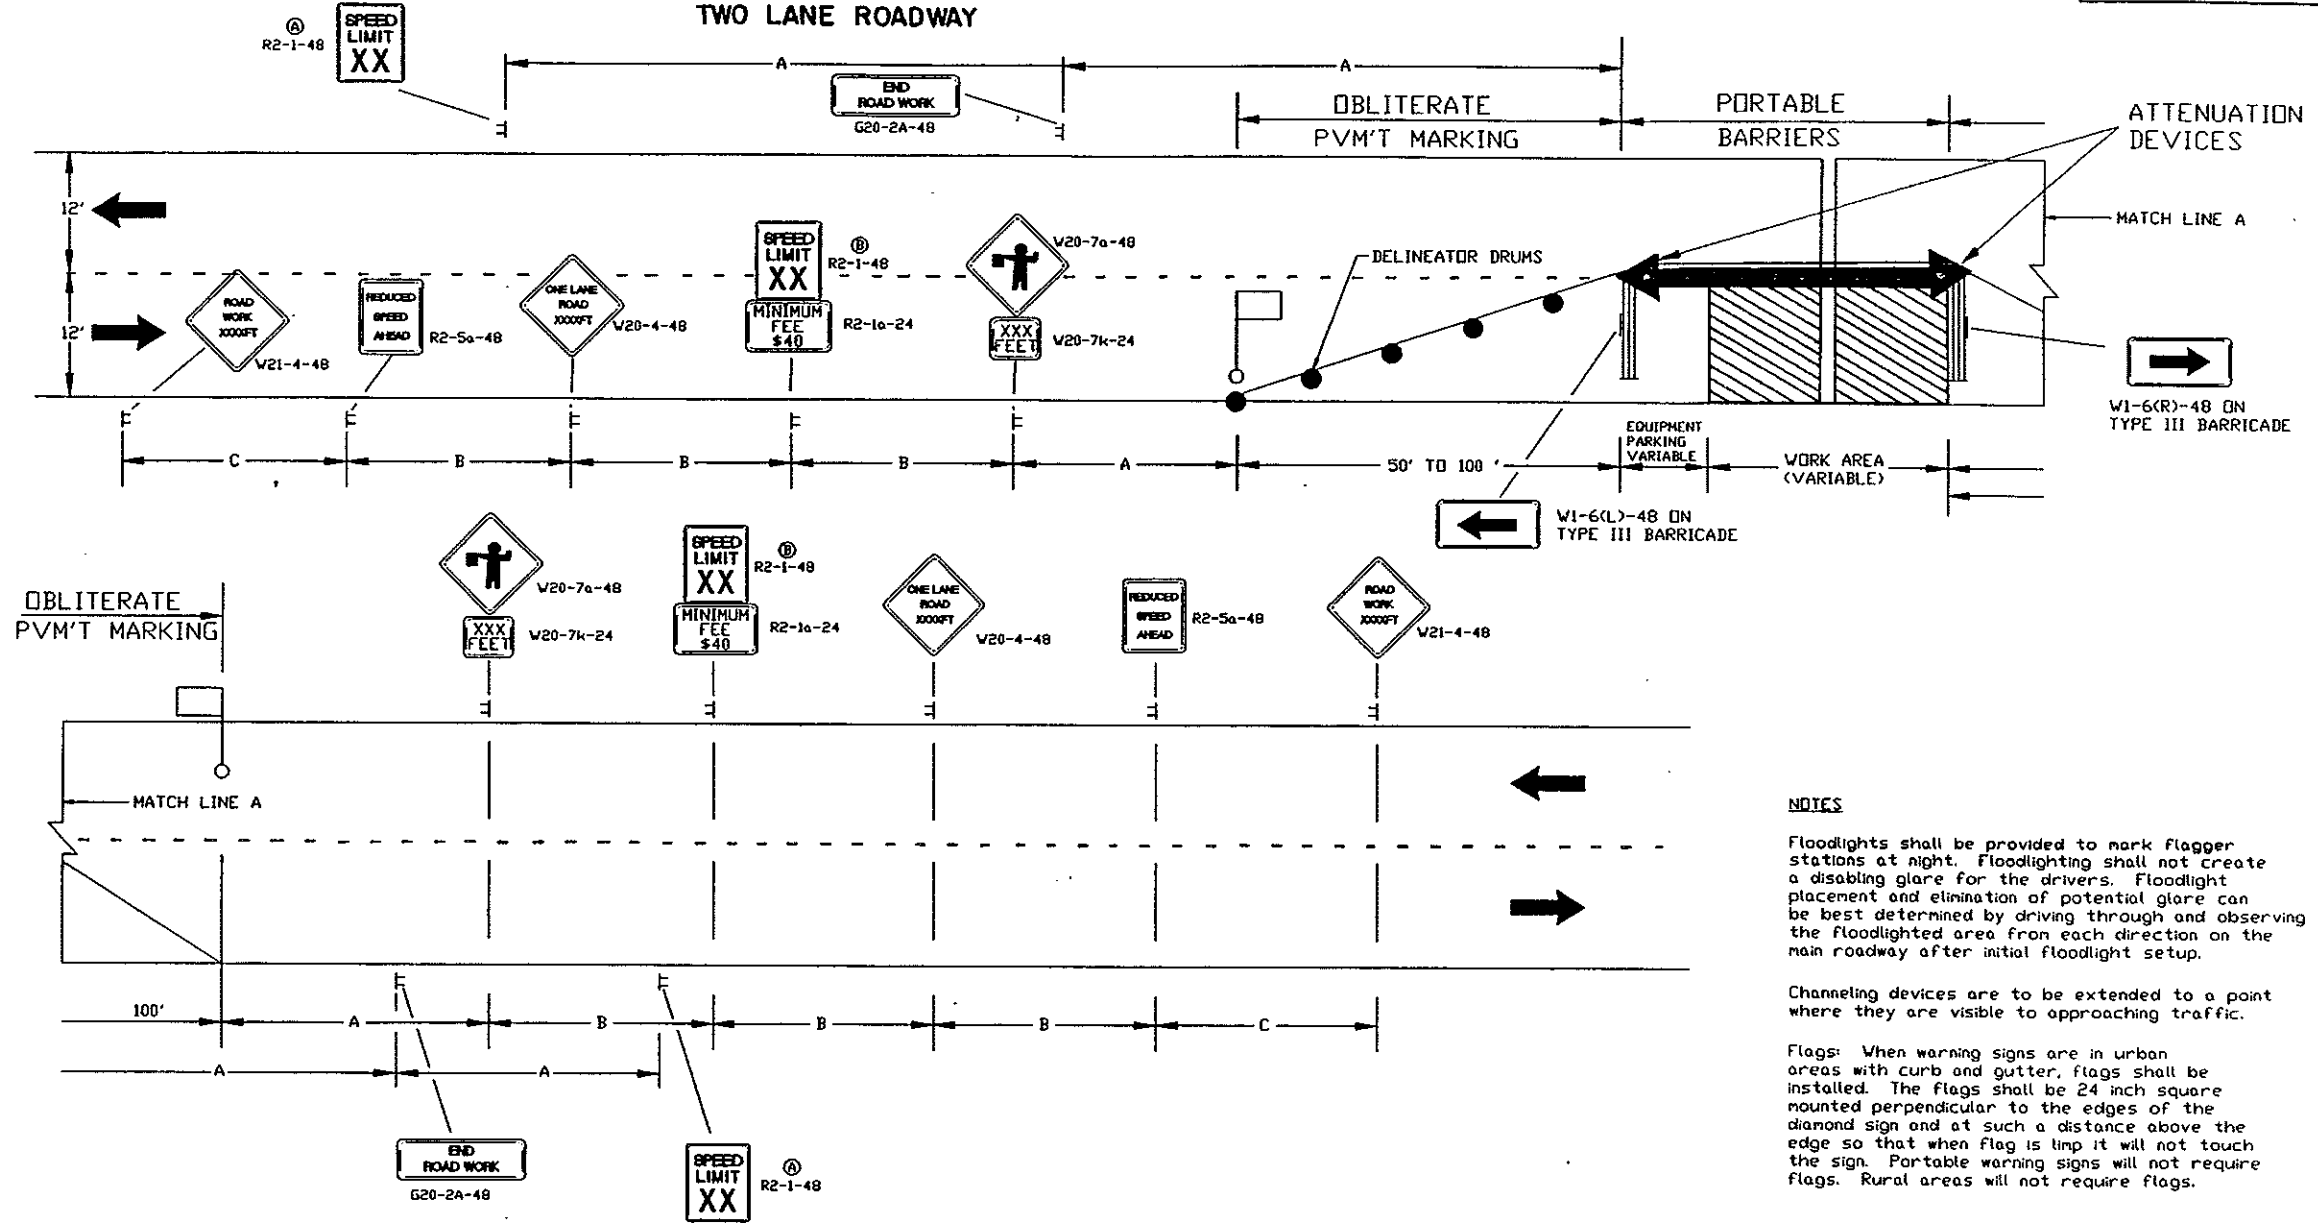 TWO LANE ROADWAY
Ⓐ
R2-1-48
SPEED
LIMIT
XX
A
A
END
ROAD WORK
G20-2A-48
OBLITERATE
PVM'T MARKING
PORTABLE
BARRIERS
ATTENUATION
DEVICES
12'
12'
MATCH LINE A
ROAD
WORK
XXXXFT
W21-4-48
REDUCED
SPEED
AHEAD
R2-5a-48
ONE LANE
ROAD
XXXXFT
W20-4-48
SPEED
LIMIT
XX
MINIMUM
FEE
$40
Ⓑ
R2-1-48
R2-1a-24
W20-7a-48
XXX
FEET
W20-7k-24
DELINEATOR DRUMS
W1-6(R)-48 ON
TYPE III BARRICADE
C
B
B
B
A
50' TO 100'
EQUIPMENT
PARKING
VARIABLE
WORK AREA
(VARIABLE)
W1-6(L)-48 ON
TYPE III BARRICADE
OBLITERATE
PVM'T MARKING
W20-7a-48
XXX
FEET
W20-7k-24
SPEED
LIMIT
XX
MINIMUM
FEE
$40
Ⓑ
R2-1-48
R2-1a-24
ONE LANE
ROAD
XXXXFT
W20-4-48
REDUCED
SPEED
AHEAD
R2-5a-48
ROAD
WORK
XXXXFT
W21-4-48
MATCH LINE A
100'
A
B
B
B
C
A
A
END
ROAD WORK
G20-2A-48
SPEED
LIMIT
XX
Ⓐ
R2-1-48
NOTES
Floodlights shall be provided to mark flagger
stations at night. Floodlighting shall not create
a disabling glare for the drivers. Floodlight
placement and elimination of potential glare can
be best determined by driving through and observing
the floodlighted area from each direction on the
main roadway after initial floodlight setup.
Channeling devices are to be extended to a point
where they are visible to approaching traffic.
Flags: When warning signs are in urban
areas with curb and gutter, flags shall be
installed. The flags shall be 24 inch square
mounted perpendicular to the edges of the
diamond sign and at such a distance above the
edge so that when flag is limp it will not touch
the sign. Portable warning signs will not require
flags. Rural areas will not require flags.